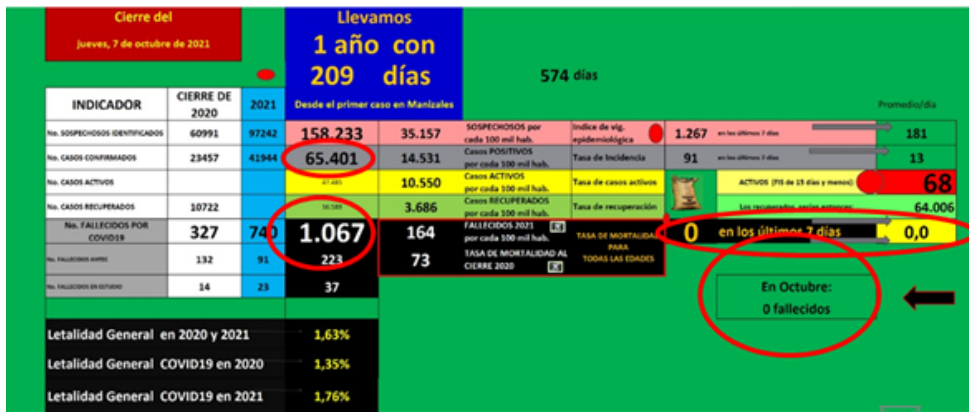 Cierre del
jueves, 7 de octubre de 2021
Llevamos
1 año con
209 días
Desde el primer caso en Manizales
574 días
Promedio/día
INDICADOR CIERRE DE 2020 2021
No. SOSPECHOSOS IDENTIFICADOS 60991 97242 158.233 35.157 SOSPECHOSOS por cada 100 mil hab. Indice de vig. epidemiológica 1.267 en los últimos 7 días 181
No. CASOS CONFIRMADOS 23457 41944 65.401 14.531 Casos POSITIVOS por cada 100 mil hab. Tasa de Incidencia 91 en los últimos 7 días 13
No. CASOS ACTIVOS 10.550 Casos ACTIVOS por cada 100 mil hab. Tasa de casos activos ACTIVOS (FIS de 15 días y menos) 68
No. CASOS RECUPERADOS 10722 3.686 Casos RECUPERADOS por cada 100 mil hab. Tasa de recuperación Los recuperados serían entonces: 64.006
No. FALLECIDOS POR COVID19 327 740 1.067 164 FALLECIDOS 2021 por cada 100 mil hab. TASA DE MORTALIDAD PARA TODAS LAS EDADES 0 en los últimos 7 días 0,0
132 91 223 73 TASA DE MORTALIDAD AL CIERRE 2020
No. FALLECIDOS EN ESTUDIO 14 23 37
En Octubre:
0 fallecidos
Letalidad General en 2020 y 2021 1,63%
Letalidad General COVID19 en 2020 1,35%
Letalidad General COVID19 en 2021 1,76%